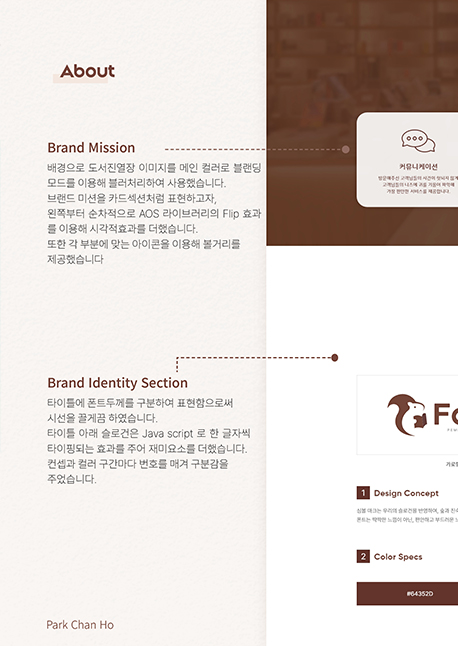 About
Brand Mission
배경으로 도서진열장 이미지를 메인 컬러로 블랜딩
모드를 이용해 블러처리하여 사용했습니다.
브랜드 미션을 카드섹션처럼 표현하고자,
왼쪽부터 순차적으로 AOS 라이브러리의 Flip 효과
를 이용해 시각적효과를 더했습니다.
또한 각 부분에 맞는 아이콘을 이용해 볼거리를
제공했습니다
커뮤니케이션
Brand Identity Section
타이틀에 폰트두께를 구분하여 표현함으로써
시선을 끌게끔 하였습니다.
타이틀 아래 슬로건은 Java script 로 한 글자씩
타이핑되는 효과를 주어 재미요소를 더했습니다.
컨셉과 컬러 구간마다 번호를 매겨 구분감을
주었습니다.
1 Design Concept
2 Color Specs
#64352D
Park Chan Ho